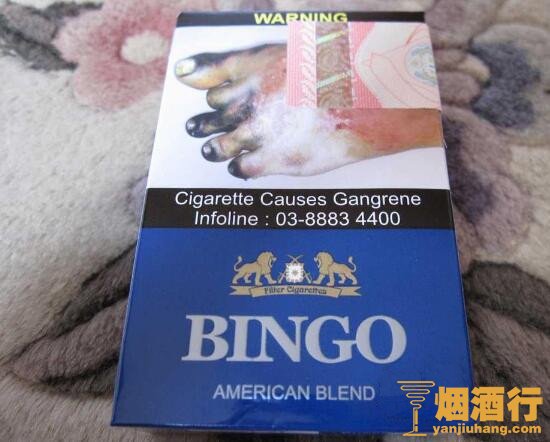 WARNING
Cigarette Causes Gangrene
Infoline : 03-8883 4400
Filter Cigarettes
BINGO
AMERICAN BLEND
烟酒行
yanjiuhang.com